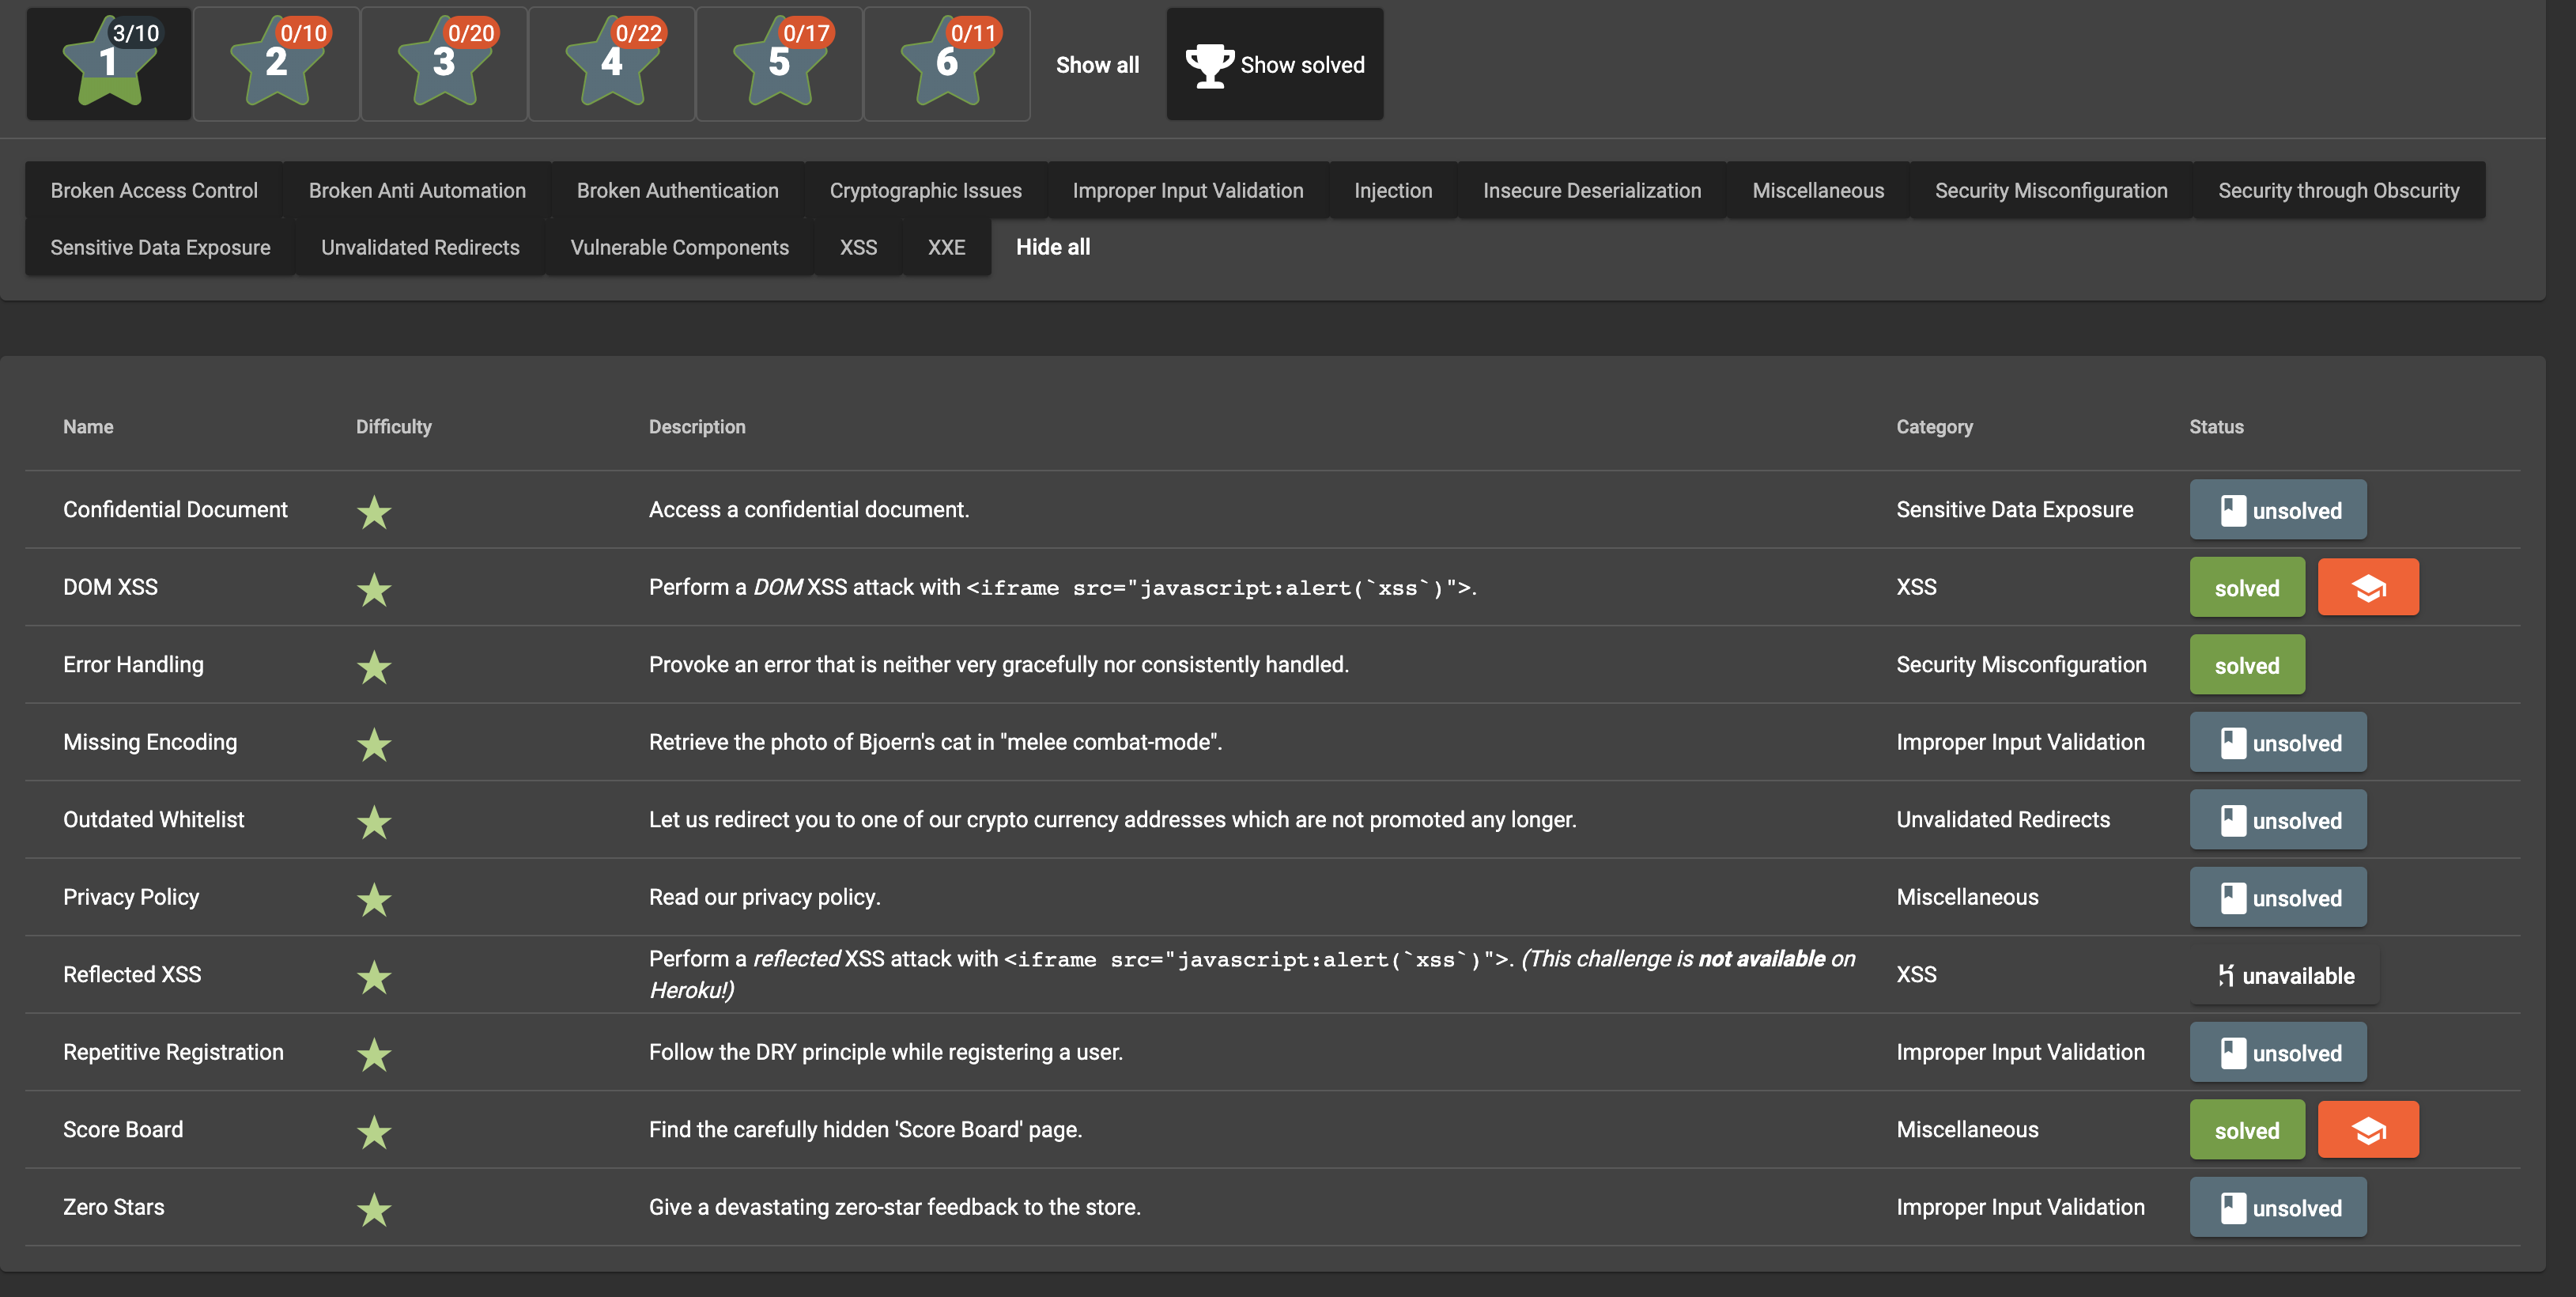 3/10 0/10 0/20 0/22 0/17 0/11
1 2 3 4 5 6 Show all Show solved
Broken Access Control Broken Anti Automation Broken Authentication Cryptographic Issues Improper Input Validation Injection Insecure Deserialization Miscellaneous Security Misconfiguration Security through Obscurity
Sensitive Data Exposure Unvalidated Redirects Vulnerable Components XSS XXE Hide all
Name Difficulty Description Category Status
Confidential Document Access a confidential document. Sensitive Data Exposure unsolved
DOM XSS Perform a DOM XSS attack with <iframe src="javascript:alert(`xss`)">. XSS solved
Error Handling Provoke an error that is neither very gracefully nor consistently handled. Security Misconfiguration solved
Missing Encoding Retrieve the photo of Bjoern's cat in "melee combat-mode". Improper Input Validation unsolved
Outdated Whitelist Let us redirect you to one of our crypto currency addresses which are not promoted any longer. Unvalidated Redirects unsolved
Privacy Policy Read our privacy policy. Miscellaneous unsolved
Reflected XSS Perform a reflected XSS attack with <iframe src="javascript:alert(`xss`)">. (This challenge is not available on
Heroku!) XSS unavailable
Repetitive Registration Follow the DRY principle while registering a user. Improper Input Validation unsolved
Score Board Find the carefully hidden 'Score Board' page. Miscellaneous solved
Zero Stars Give a devastating zero-star feedback to the store. Improper Input Validation unsolved